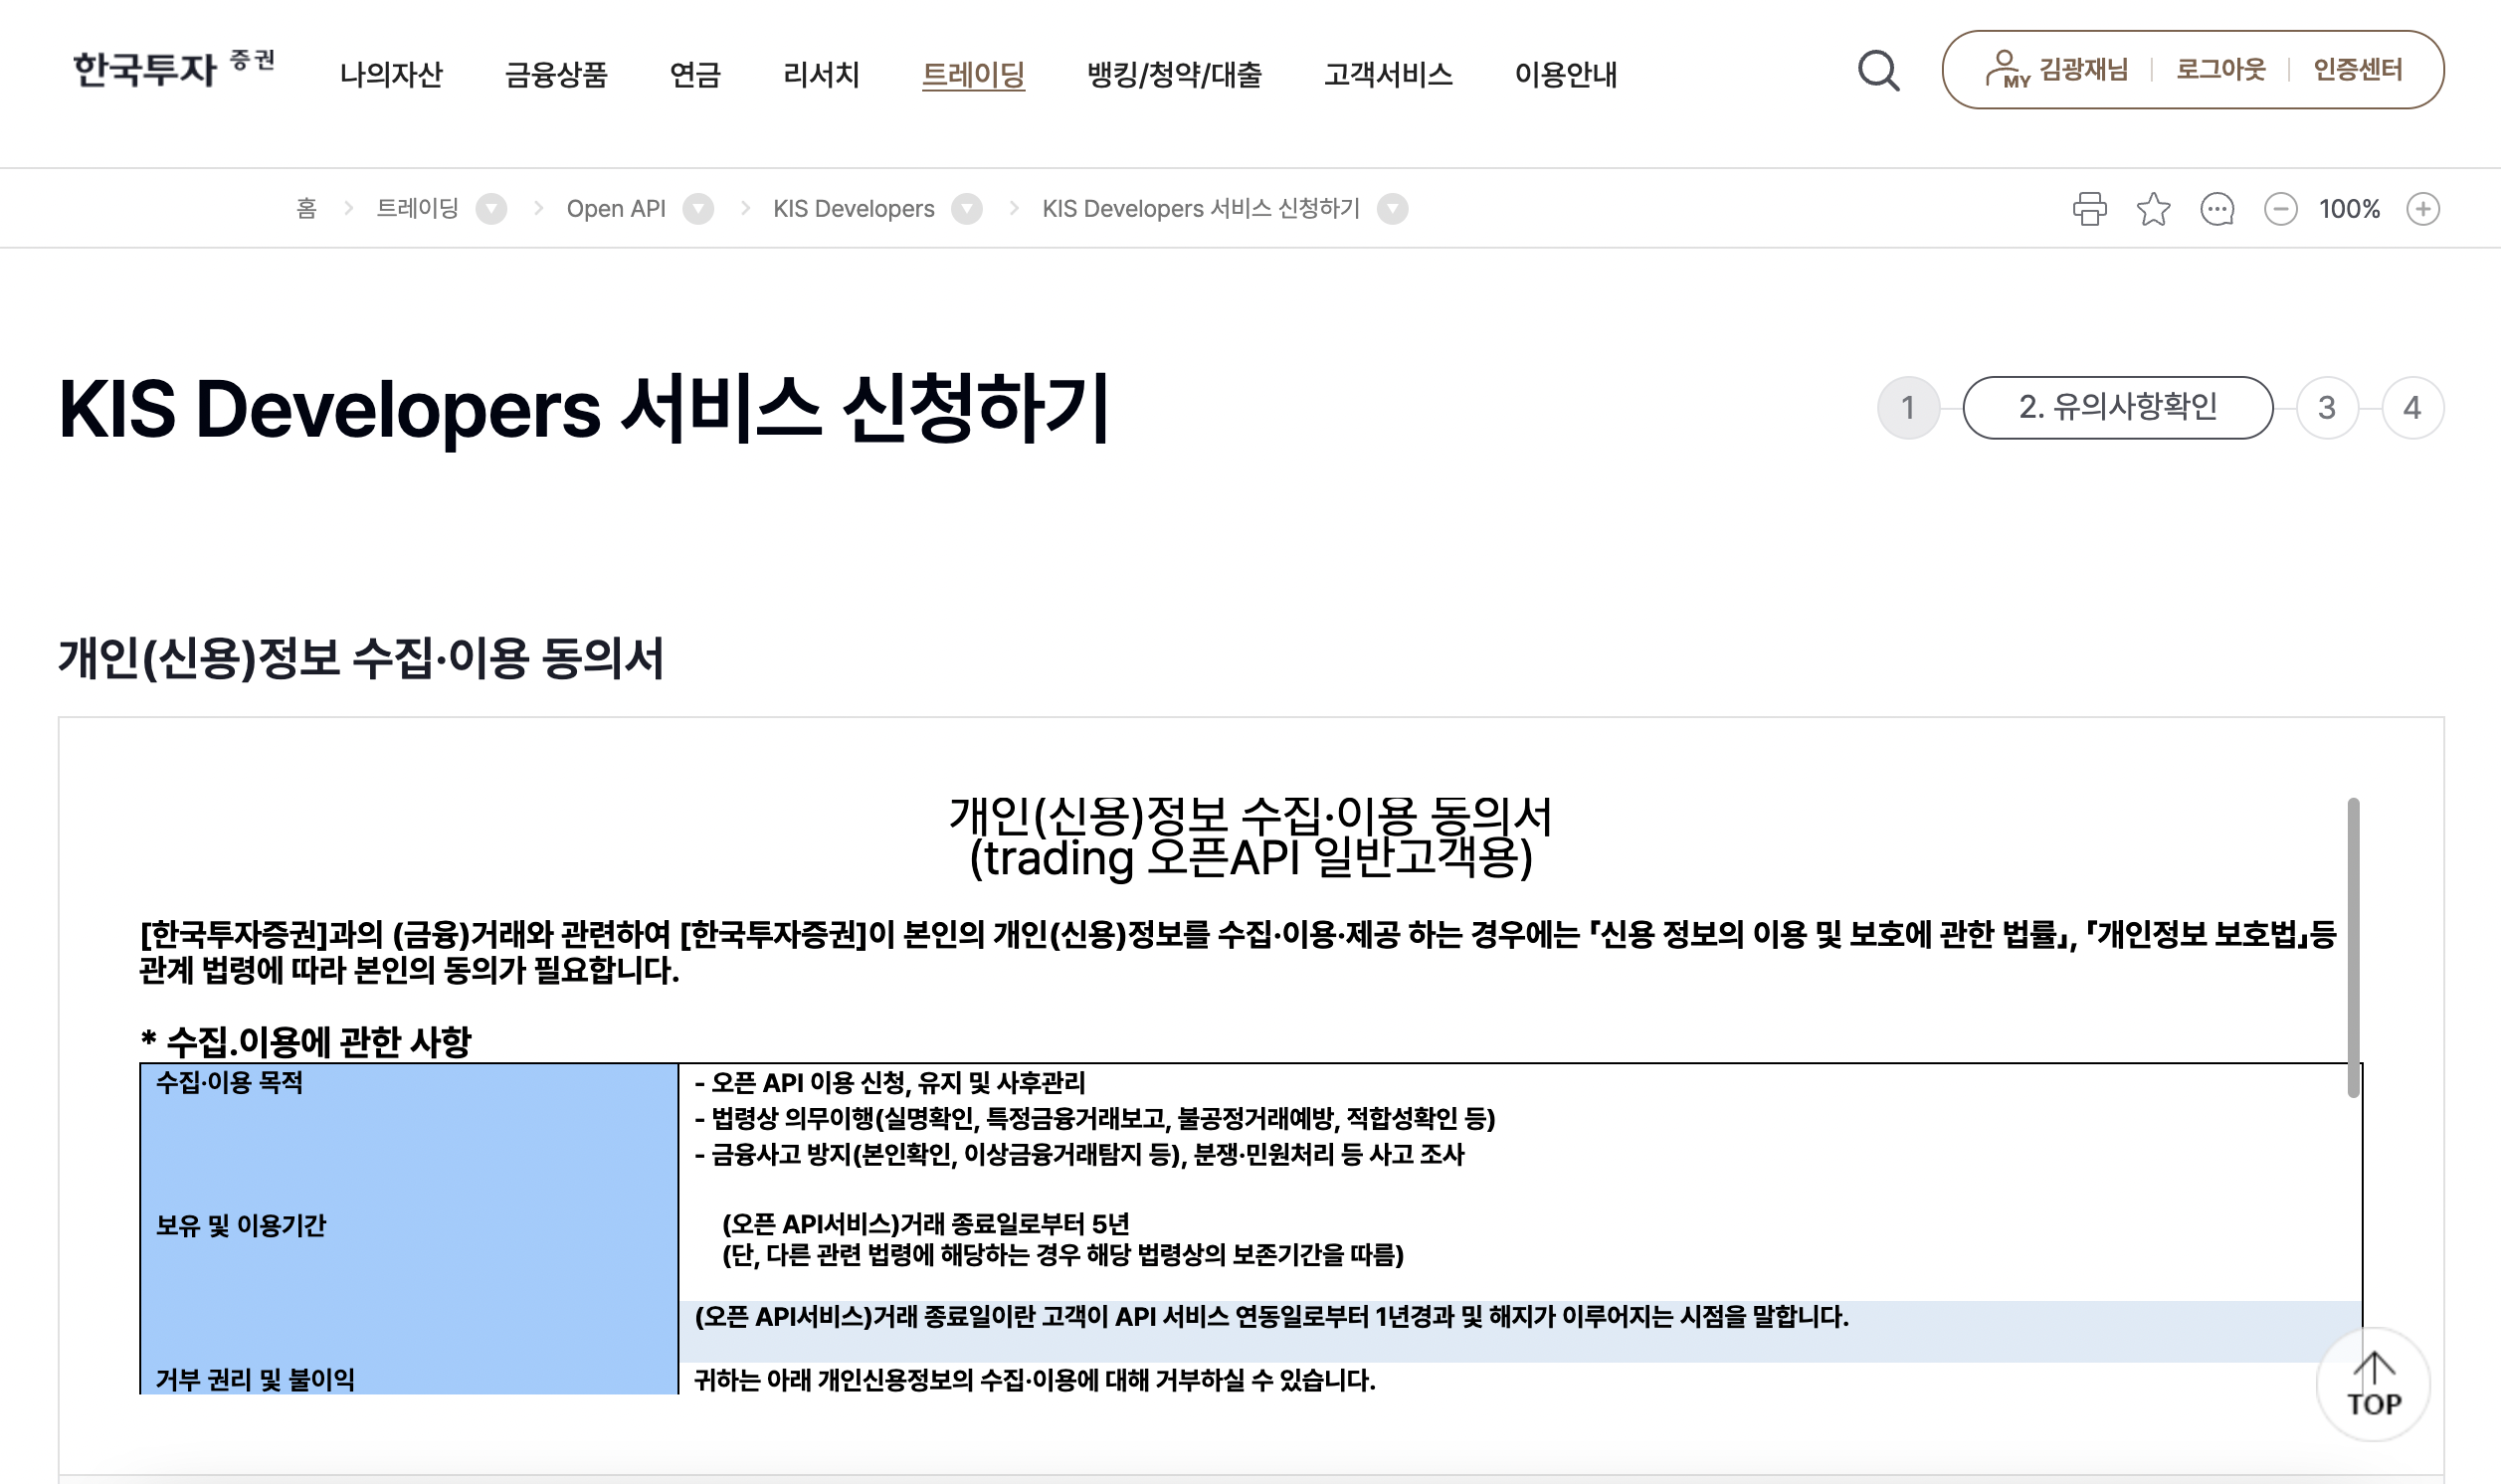 한국투자 증권
나의자산 금융상품 연금 리서치 트레이딩 뱅킹/청약/대출 고객서비스 이용안내
MY 김광재님 로그아웃 인증센터
홈 트레이딩 Open API KIS Developers KIS Developers 서비스 신청하기
100%
KIS Developers 서비스 신청하기
1 2. 유의사항확인 3 4
개인(신용)정보 수집·이용 동의서
개인(신용)정보 수집·이용 동의서
(trading 오픈API 일반고객용)
[한국투자증권]과의 (금융)거래와 관련하여 [한국투자증권]이 본인의 개인(신용)정보를 수집·이용·제공 하는 경우에는 「신용 정보의 이용 및 보호에 관한 법률」, 「개인정보 보호법」등
관계 법령에 따라 본인의 동의가 필요합니다.
* 수집.이용에 관한 사항
수집·이용 목적
- 오픈 API 이용 신청, 유지 및 사후관리
- 법령상 의무이행(실명확인, 특정금융거래보고, 불공정거래예방, 적합성확인 등)
- 금융사고 방지(본인확인, 이상금융거래탐지 등), 분쟁·민원처리 등 사고 조사
보유 및 이용기간
(오픈 API서비스)거래 종료일로부터 5년
(단, 다른 관련 법령에 해당하는 경우 해당 법령상의 보존기간을 따름)
(오픈 API서비스)거래 종료일이란 고객이 API 서비스 연동일로부터 1년경과 및 해지가 이루어지는 시점을 말합니다.
거부 권리 및 불이익
귀하는 아래 개인신용정보의 수집·이용에 대해 거부하실 수 있습니다.
TOP